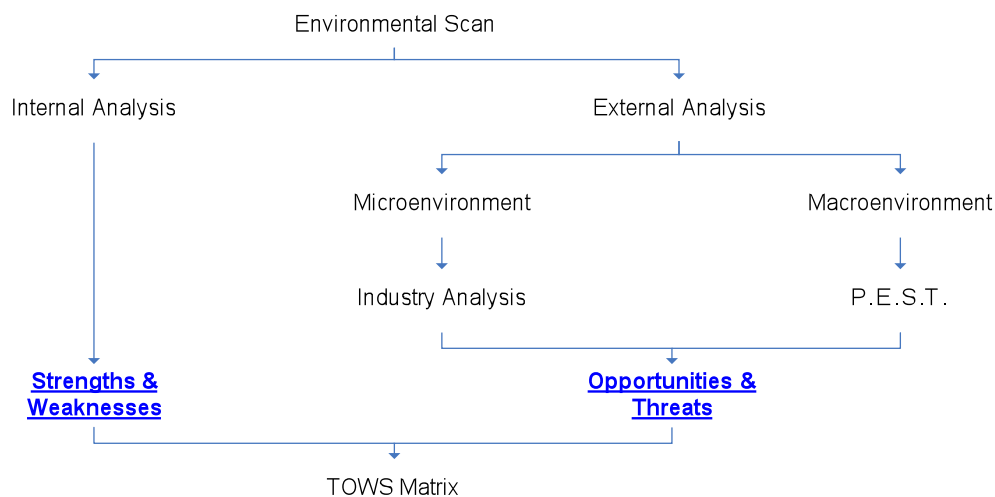 Environmental Scan
Internal Analysis
External Analysis
Microenvironment
Macroenvironment
Industry Analysis
P.E.S.T.
Strengths &
Weaknesses
Opportunities &
Threats
TOWS Matrix